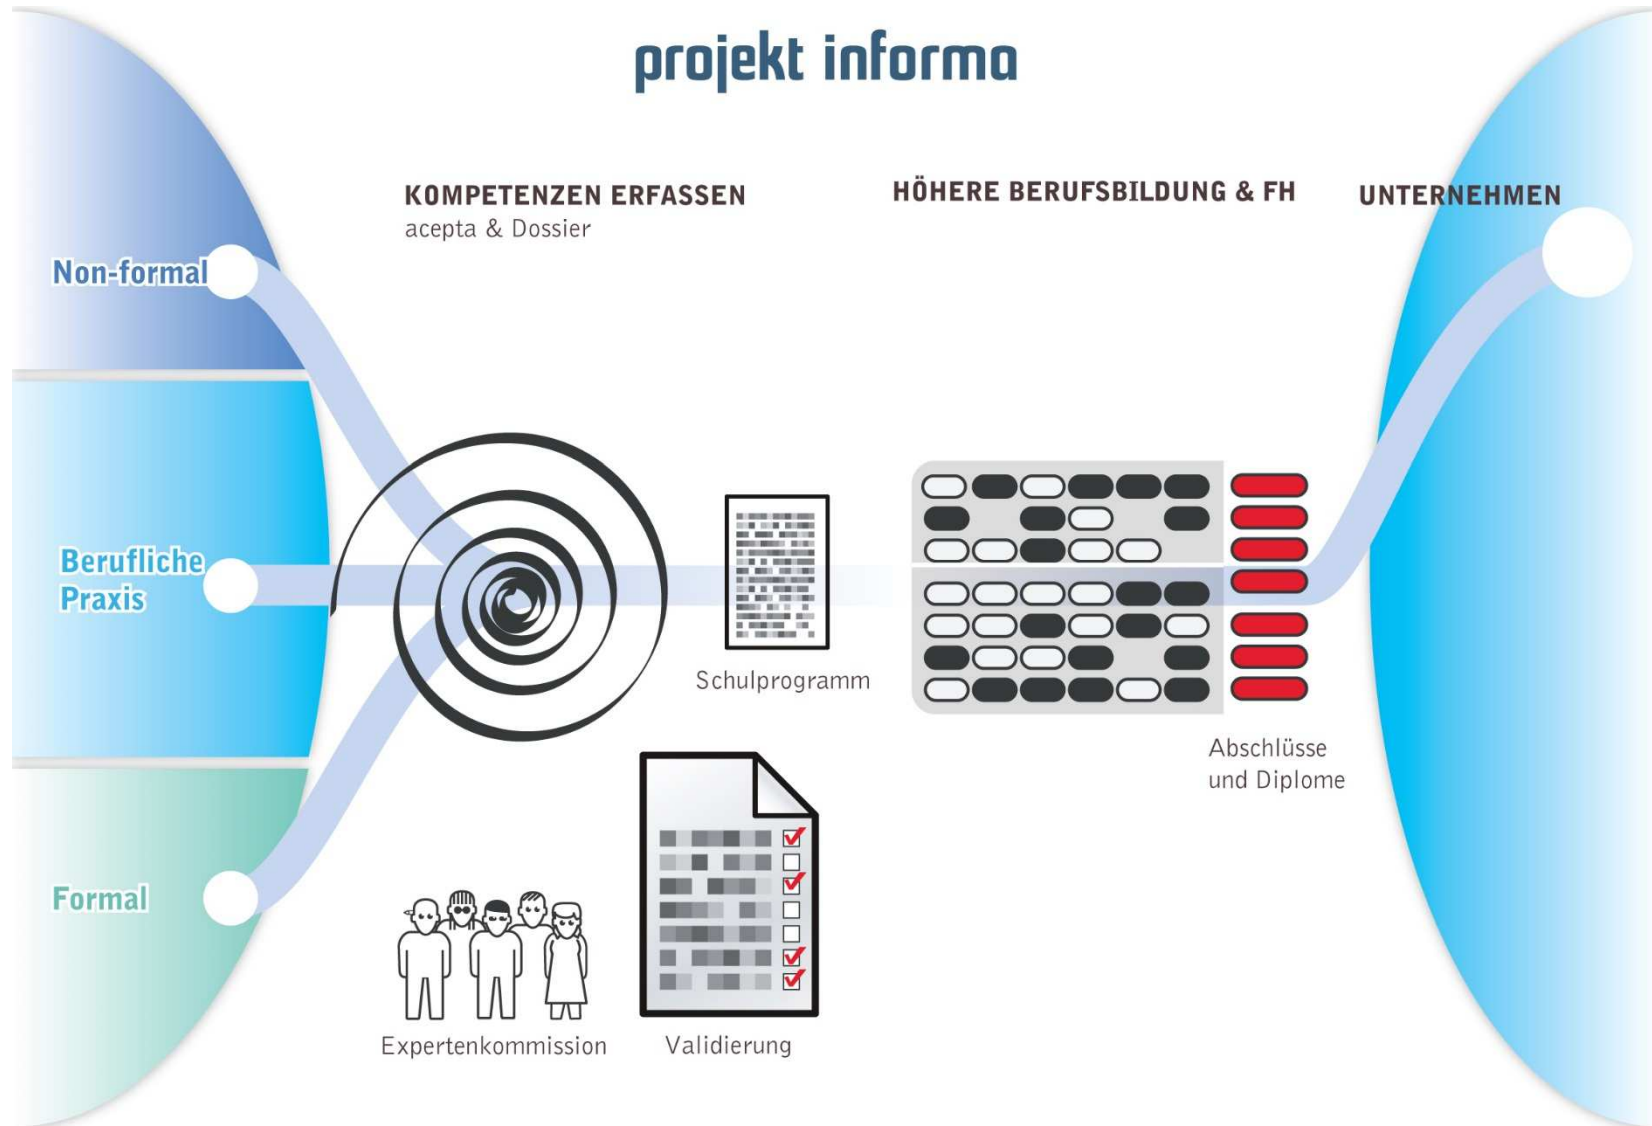 projekt informa
KOMPETENZEN ERFASSEN
acepta & Dossier
HÖHERE BERUFSBILDUNG & FH
UNTERNEHMEN
Non-formal
Berufliche
Praxis
Formal
Schulprogramm
Abschlüsse
und Diplome
Expertenkommission
Validierung